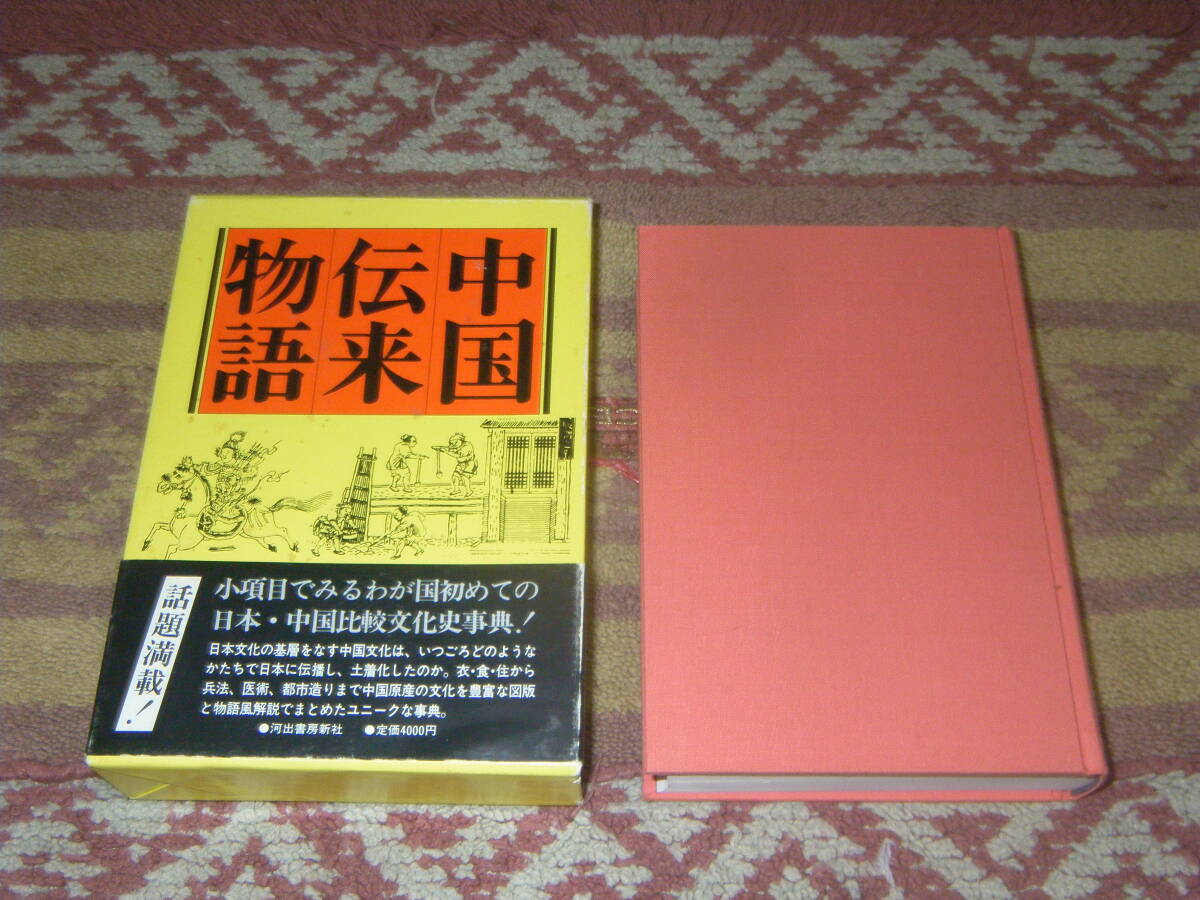 中国
伝来
物語
話題満載!
小項目でみるわが国初めての
日本・中国比較文化史事典!
日本文化の基層をなす中国文化は、いつごろどのような
かたちで日本に伝播し、土着化したのか。衣・食・住から
兵法、医術、都市造りまで中国原産の文化を豊富な図版
と物語風解説でまとめたユニークな事典。
●河出書房新社 ●定価4000円